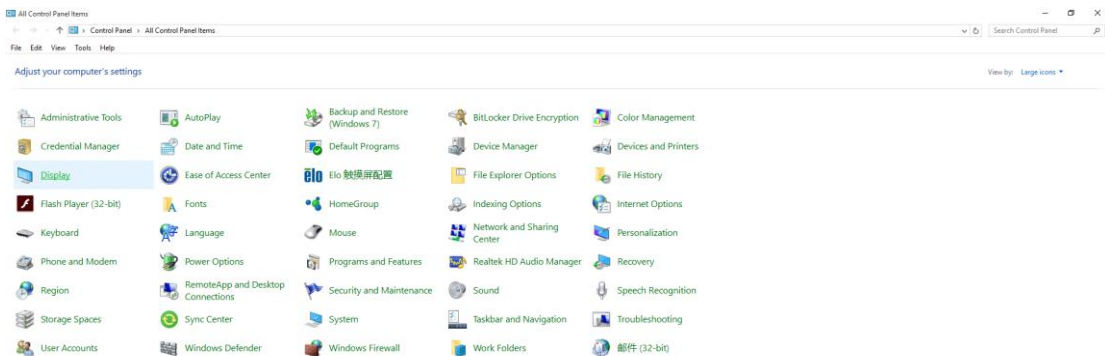 All Control Panel Items
Control Panel > All Control Panel Items
Search Control Panel
File Edit View Tools Help
Adjust your computer's settings
View by: Large icons
Administrative Tools
AutoPlay
Backup and Restore
(Windows 7)
BitLocker Drive Encryption
Color Management
Credential Manager
Date and Time
Default Programs
Device Manager
Devices and Printers
Display
Ease of Access Center
elo
Elo 触摸屏配置
File Explorer Options
File History
Flash Player (32-bit)
Fonts
HomeGroup
Indexing Options
Internet Options
Keyboard
Language
Mouse
Network and Sharing
Center
Personalization
Phone and Modem
Power Options
Programs and Features
Realtek HD Audio Manager
Recovery
Region
RemoteApp and Desktop
Connections
Security and Maintenance
Sound
Speech Recognition
Storage Spaces
Sync Center
System
Taskbar and Navigation
Troubleshooting
User Accounts
Windows Defender
Windows Firewall
Work Folders
邮件 (32-bit)